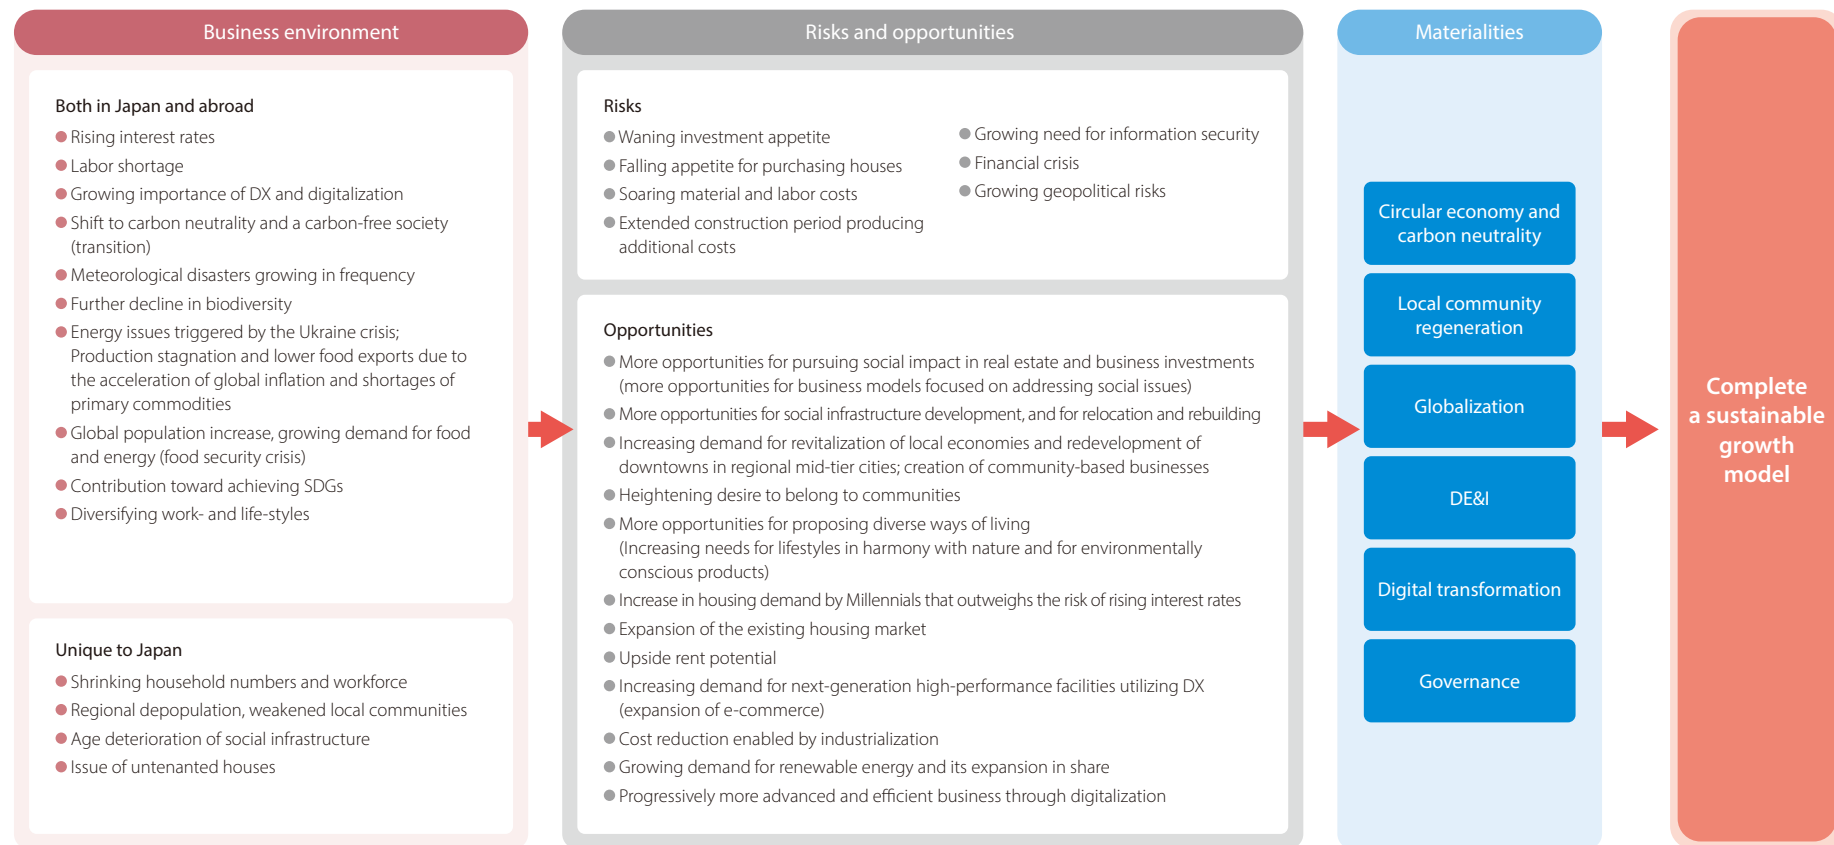 Business environment
Both in Japan and abroad
● Rising interest rates
● Labor shortage
● Growing importance of DX and digitalization
● Shift to carbon neutrality and a carbon-free society
(transition)
● Meteorological disasters growing in frequency
● Further decline in biodiversity
● Energy issues triggered by the Ukraine crisis;
Production stagnation and lower food exports due to
the acceleration of global inflation and shortages of
primary commodities
● Global population increase, growing demand for food
and energy (food security crisis)
● Contribution toward achieving SDGs
● Diversifying work- and life-styles
Unique to Japan
● Shrinking household numbers and workforce
● Regional depopulation, weakened local communities
● Age deterioration of social infrastructure
● Issue of untenanted houses
Risks and opportunities
Risks
● Waning investment appetite
● Falling appetite for purchasing houses
● Soaring material and labor costs
● Extended construction period producing
additional costs
● Growing need for information security
● Financial crisis
● Growing geopolitical risks
Opportunities
● More opportunities for pursuing social impact in real estate and business investments
(more opportunities for business models focused on addressing social issues)
● More opportunities for social infrastructure development, and for relocation and rebuilding
● Increasing demand for revitalization of local economies and redevelopment of
downtowns in regional mid-tier cities; creation of community-based businesses
● Heightening desire to belong to communities
● More opportunities for proposing diverse ways of living
(Increasing needs for lifestyles in harmony with nature and for environmentally
conscious products)
● Increase in housing demand by Millennials that outweighs the risk of rising interest rates
● Expansion of the existing housing market
● Upside rent potential
● Increasing demand for next-generation high-performance facilities utilizing DX
(expansion of e-commerce)
● Cost reduction enabled by industrialization
● Growing demand for renewable energy and its expansion in share
● Progressively more advanced and efficient business through digitalization
Materialities
Circular economy and
carbon neutrality
Local community
regeneration
Globalization
DE&I
Digital transformation
Governance
Complete
a sustainable
growth
model